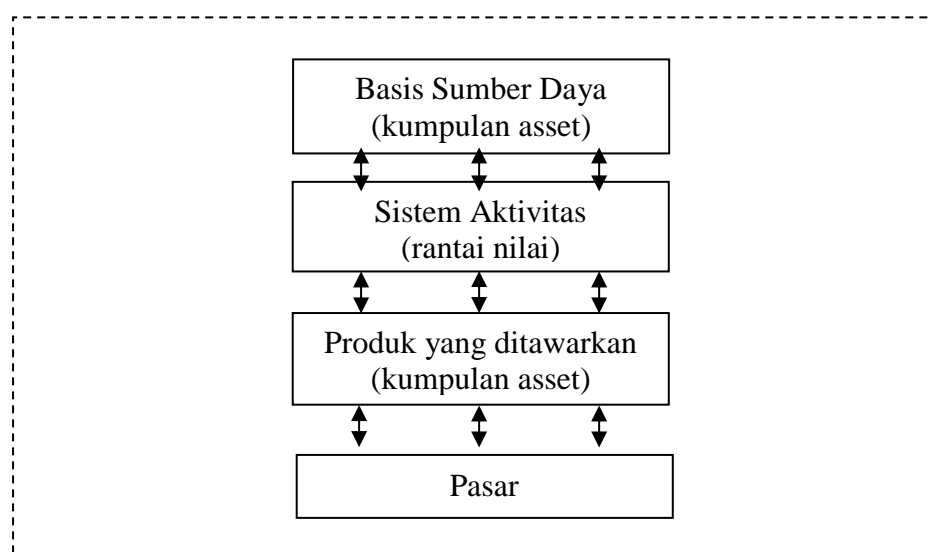 Basis Sumber Daya
(kumpulan asset)
Sistem Aktivitas
(rantai nilai)
Produk yang ditawarkan
(kumpulan asset)
Pasar